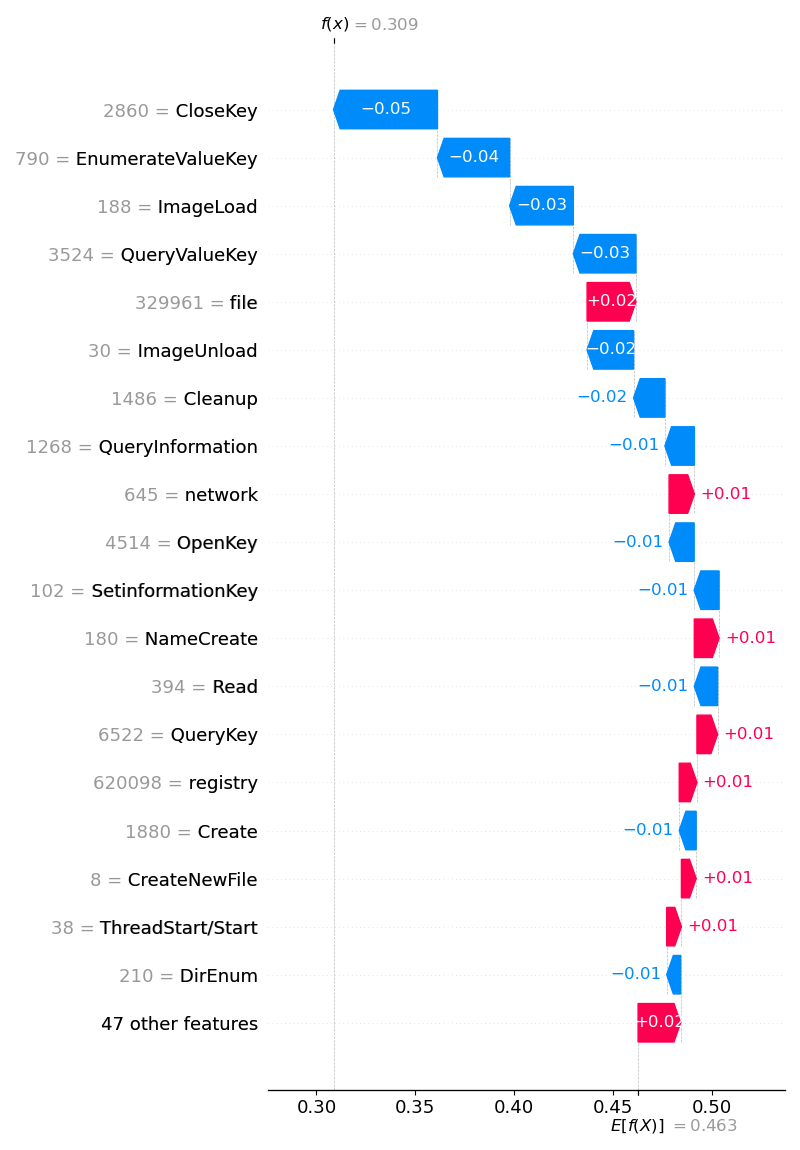 f(x) = 0.309
2860 = CloseKey −0.05
790 = EnumerateValueKey −0.04
188 = ImageLoad −0.03
3524 = QueryValueKey −0.03
329961 = file +0.02
30 = ImageUnload −0.02
1486 = Cleanup −0.02
1268 = QueryInformation −0.01
645 = network +0.01
4514 = OpenKey −0.01
102 = SetinformationKey −0.01
180 = NameCreate +0.01
394 = Read −0.01
6522 = QueryKey +0.01
620098 = registry +0.01
1880 = Create −0.01
8 = CreateNewFile +0.01
38 = ThreadStart/Start +0.01
210 = DirEnum −0.01
47 other features +0.02
0.30 0.35 0.40 0.45 0.50
E[f(X)] = 0.463